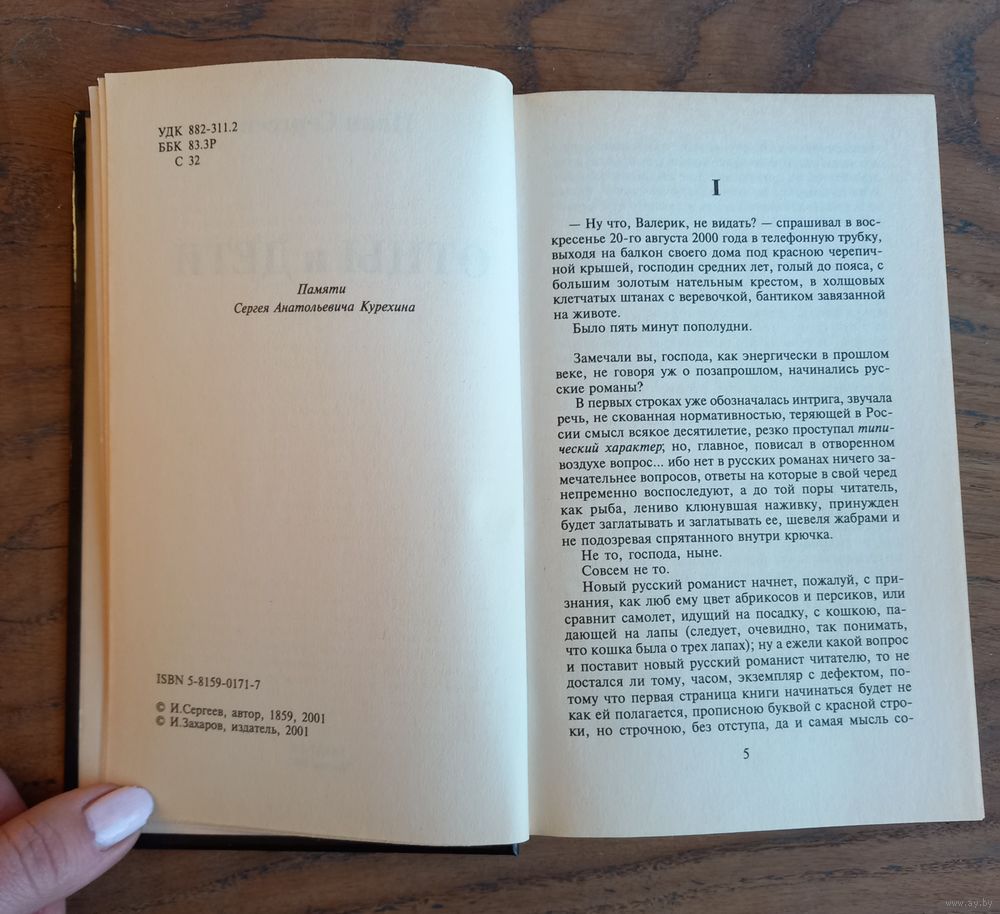 УДК 882-311.2
ББК 83.3Р
С 32
Памяти
Сергея Анатольевича Курехина
ISBN 5-8159-0171-7
© И.Сергеев, автор, 1859, 2001
© И.Захаров, издатель, 2001
I
— Ну что, Валерик, не видать? — спрашивал в вос-
кресенье 20-го августа 2000 года в телефонную трубку,
выходя на балкон своего дома под красною черепич-
ной крышей, господин средних лет, голый до пояса, с
большим золотым нательным крестом, в холщовых
клетчатых штанах с веревочкой, бантиком завязанной
на животе.
Было пять минут пополудни.
Замечали вы, господа, как энергически в прошлом
веке, не говоря уж о позапрошлом, начинались рус-
ские романы?
В первых строках уже обозначалась интрига, звучала
речь, не скованная нормативностью, теряющей в Рос-
сии смысл всякое десятилетие, резко проступал типи-
ческий характер; но, главное, повисал в отворенном
воздухе вопрос... ибо нет в русских романах ничего за-
мечательнее вопросов, ответы на которые в свой черед
непременно воспоследуют, а до той поры читатель,
как рыба, лениво клюнувшая наживку, принужден
будет заглатывать и заглатывать ее, шевеля жабрами и
не подозревая спрятанного внутри крючка.
Не то, господа, ныне.
Совсем не то.
Новый русский романист начнет, пожалуй, с при-
знания, как люб ему цвет абрикосов и персиков, или
сравнит самолет, идущий на посадку, с кошкою, па-
дающей на лапы (следует, очевидно, так понимать,
что кошка была о трех лапах); ну а ежели какой вопрос
и поставит новый русский романист читателю, то не
достался ли тому, часом, экземпляр с дефектом, по-
тому что первая страница книги начинаться будет не
как ей полагается, прописною буквой с красной стро-
ки, но строчною, без отступа, да и самая мысль со-
5
www.ay.by